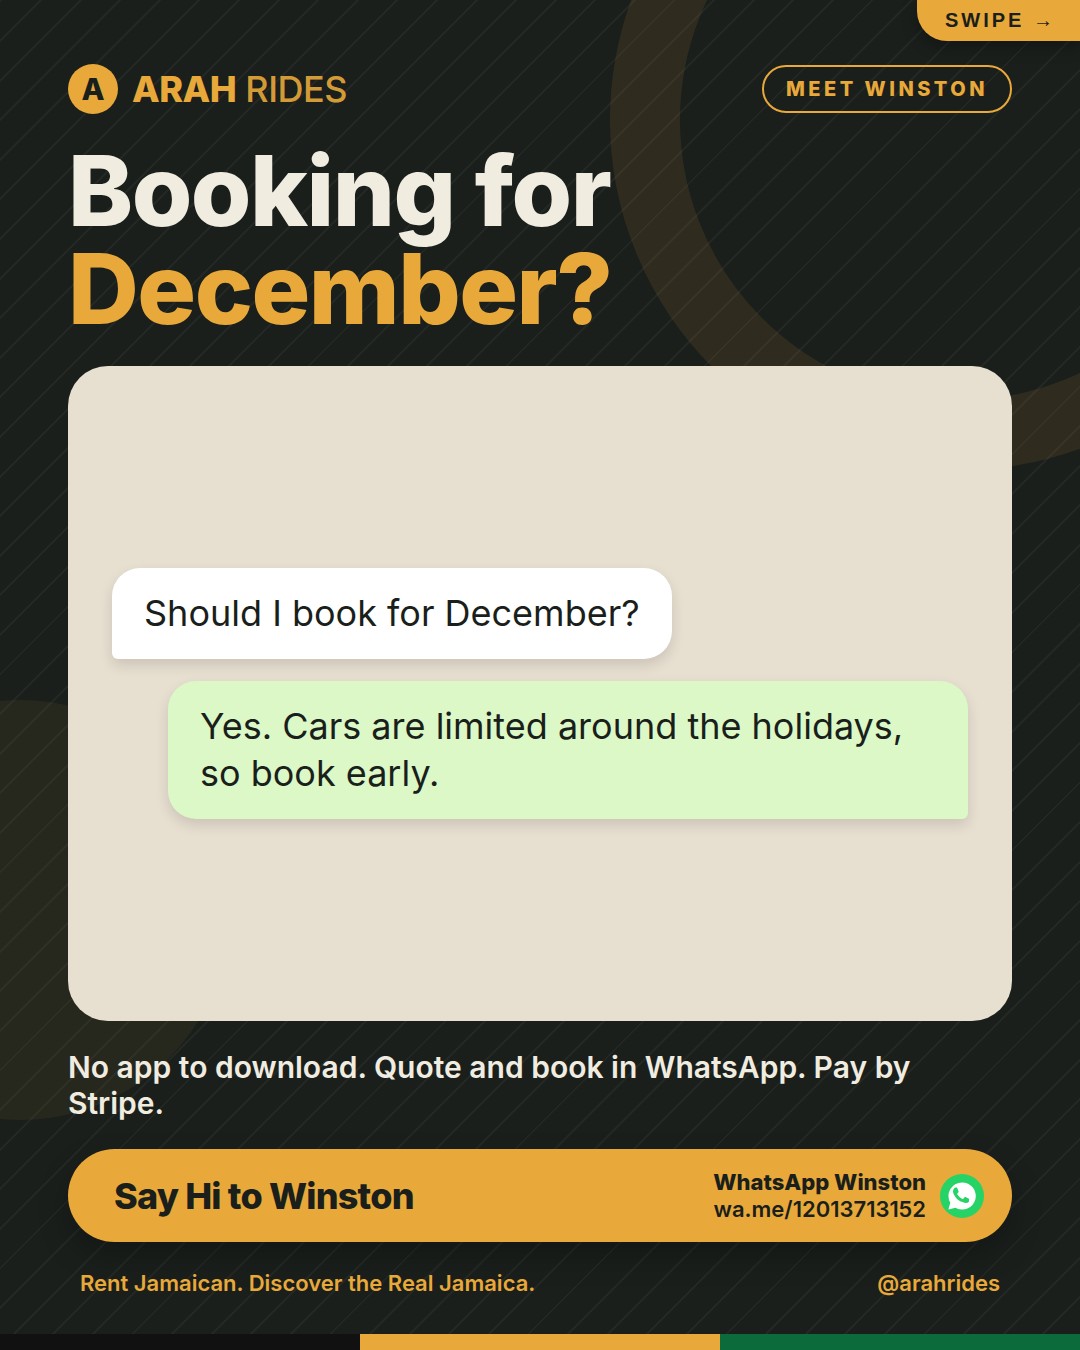 SWIPE →
A ARAH RIDES
MEET WINSTON
Booking for
December?
Should I book for December?
Yes. Cars are limited around the holidays,
so book early.
No app to download. Quote and book in WhatsApp. Pay by
Stripe.
Say Hi to Winston
WhatsApp Winston
wa.me/12013713152
Rent Jamaican. Discover the Real Jamaica.
@arahrides